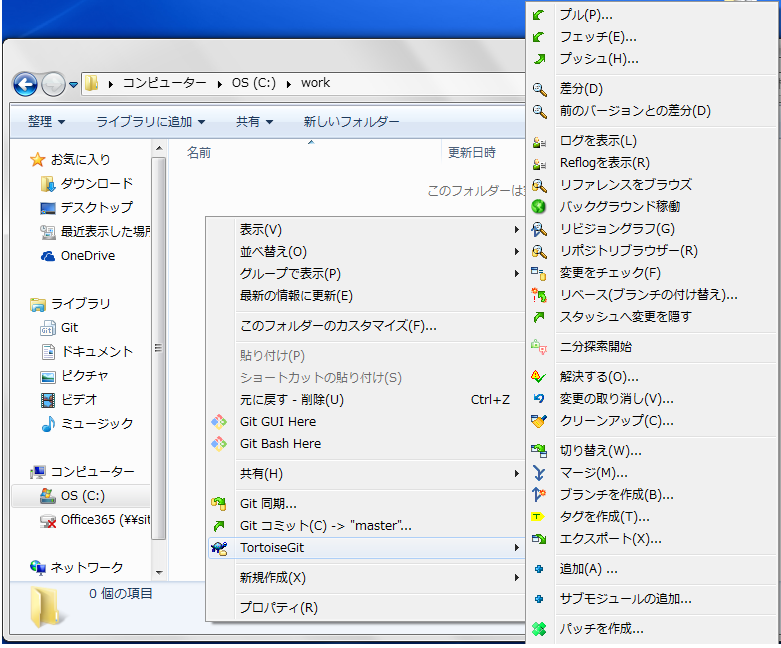 コンピューター
OS (C:)
work
整理
ライブラリに追加
共有
新しいフォルダー
お気に入り
ダウンロード
デスクトップ
最近表示した場所
OneDrive
ライブラリ
Git
ドキュメント
ピクチャ
ビデオ
ミュージック
コンピューター
OS (C:)
Office365 (¥¥sit
ネットワーク
0 個の項目
名前
更新日時
このフォルダーは
表示(V)
並べ替え(O)
グループで表示(P)
最新の情報に更新(E)
このフォルダーのカスタマイズ(F)...
貼り付け(P)
ショートカットの貼り付け(S)
元に戻す - 削除(U) Ctrl+Z
Git GUI Here
Git Bash Here
共有(H)
Git 同期...
Git コミット(C) -> "master"...
TortoiseGit
新規作成(X)
プロパティ(R)
プル(P)...
フェッチ(E)...
プッシュ(H)...
差分(D)
前のバージョンとの差分(D)
ログを表示(L)
Reflogを表示(R)
リファレンスをブラウズ
バックグラウンド稼働
リビジョングラフ(G)
リポジトリブラウザー(R)
変更をチェック(F)
リベース(ブランチの付け替え)...
スタッシュへ変更を隠す
二分探索開始
解決する(O)...
変更の取り消し(V)...
クリーンアップ(C)...
切り替え(W)...
マージ(M)...
ブランチを作成(B)...
タグを作成(T)...
エクスポート(X)...
追加(A) ...
サブモジュールの追加...
パッチを作成...